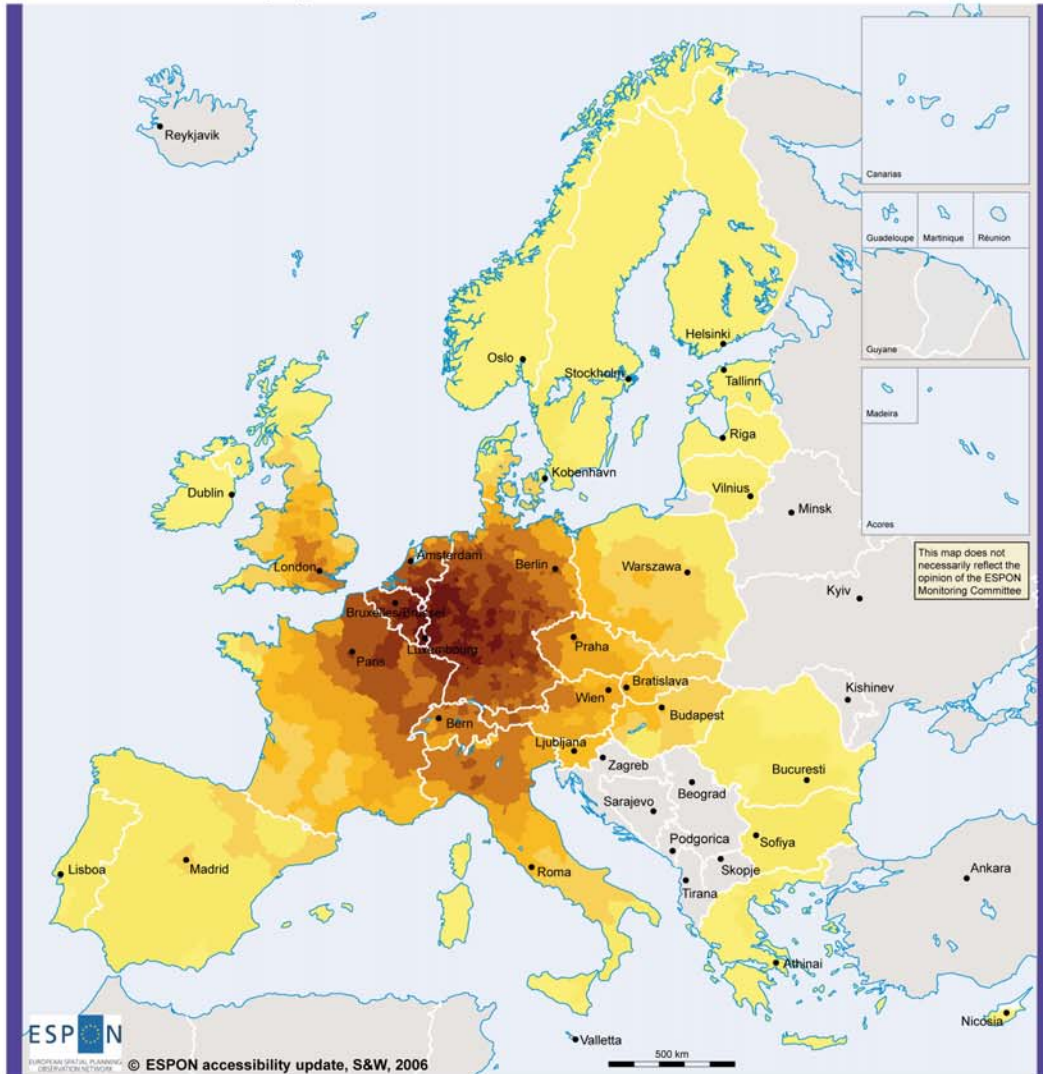 Reykjavik
Canarias
Guadeloupe
Martinique
Réunion
Guyane
Madeira
Acores
This map does not
necessarily reflect the
opinion of the ESPON
Monitoring Committee
Helsinki
Oslo
Stockholm
Tallinn
Riga
Kobenhavn
Vilnius
Dublin
Minsk
Amsterdam
London
Berlin
Warszawa
Kyiv
Bruxelles/Brussel
Luxembourg
Paris
Praha
Kishinev
Wien
Bratislava
Bern
Budapest
Ljubljana
Zagreb
Bucuresti
Beograd
Sarajevo
Sofiya
Podgorica
Skopje
Lisboa
Madrid
Roma
Tirana
Ankara
Athinai
Nicosia
Valletta
ESPON
EUROPEAN SPATIAL PLANNING
OBSERVATION NETWORK
© ESPON accessibility update, S&W, 2006
500 km